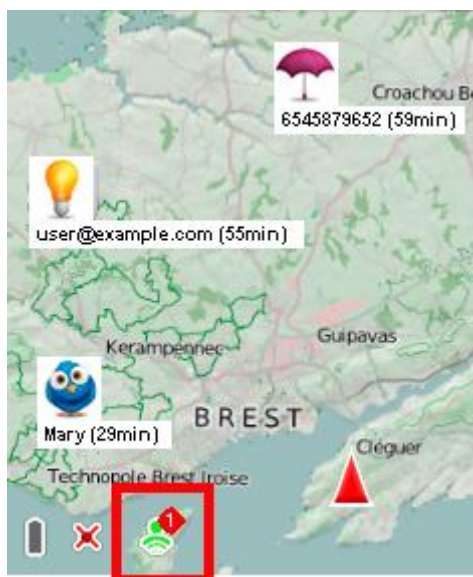 Croachou Be
6545879652 (59min)
user@example.com (55min)
Guipavas
Kerampennec
BREST
Mary (29min)
Cléguer
Technopole Brest Iroise
1